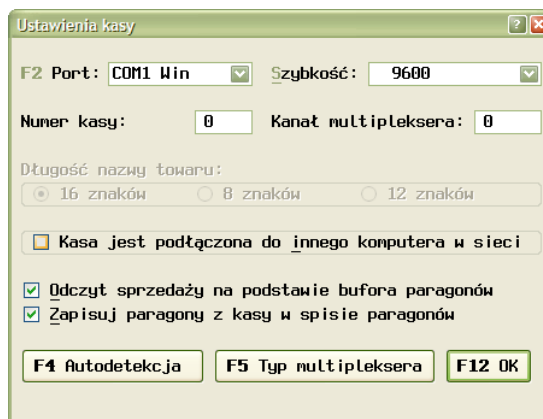 Ustawienia kasy
F2 Port: COM1 Win Szybkość: 9600
Numer kasy: 0 Kanał multipleksera: 0
Długość nazwy towaru:
16 znaków 8 znaków 12 znaków
Kasa jest podłączona do innego komputera w sieci
Odczyt sprzedaży na podstawie bufora paragonów
Zapisuj paragony z kasy w spisie paragonów
F4 Autodetekcja F5 Typ multipleksera F12 OK